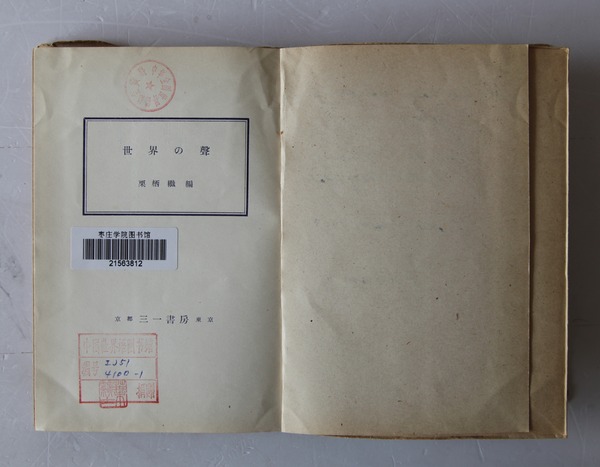 世界の聲
栗栖繼編
枣庄学院图书馆
21563812
京都 三一書房 東京
2251
4100-1